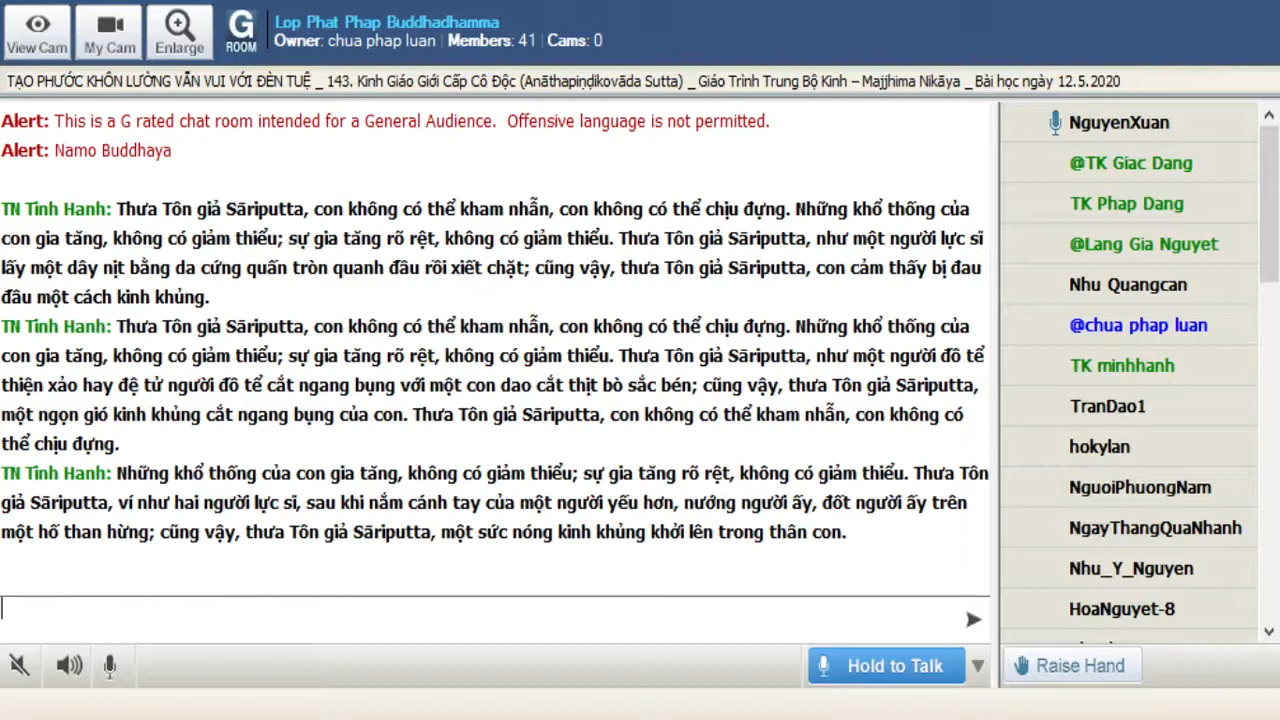 View Cam
My Cam
Enlarge
G
ROOM
Lop Phat Phap Buddhadhamma
Owner: chua phap luan | Members: 41 | Cams: 0
TẠO PHƯỚC KHÔN LƯỜNG VẪN VUI VỚI ĐÈN TUỆ _ 143. Kinh Giáo Giới Cấp Cô Độc (Anāthapiṇḍikovāda Sutta) _ Giáo Trình Trung Bộ Kinh – Majjhima Nikāya _ Bài học ngày 12.5.2020
Alert: This is a G rated chat room intended for a General Audience. Offensive language is not permitted.
Alert: Namo Buddhaya
TN Tinh Hanh: Thưa Tôn giả Sāriputta, con không có thể kham nhẫn, con không có thể chịu đựng. Những khổ thống của
con gia tăng, không có giảm thiểu; sự gia tăng rõ rệt, không có giảm thiểu. Thưa Tôn giả Sāriputta, như một người lực sĩ
lấy một dây nịt bằng da cứng quấn tròn quanh đầu rồi xiết chặt; cũng vậy, thưa Tôn giả Sāriputta, con cảm thấy bị đau
đầu một cách kinh khủng.
TN Tinh Hanh: Thưa Tôn giả Sāriputta, con không có thể kham nhẫn, con không có thể chịu đựng. Những khổ thống của
con gia tăng, không có giảm thiểu; sự gia tăng rõ rệt, không có giảm thiểu. Thưa Tôn giả Sāriputta, như một người đồ tể
thiện xảo hay đệ tử người đồ tể cắt ngang bụng với một con dao cắt thịt bò sắc bén; cũng vậy, thưa Tôn giả Sāriputta,
một ngọn gió kinh khủng cắt ngang bụng của con. Thưa Tôn giả Sāriputta, con không có thể kham nhẫn, con không có
thể chịu đựng.
TN Tinh Hanh: Những khổ thống của con gia tăng, không có giảm thiểu; sự gia tăng rõ rệt, không có giảm thiểu. Thưa Tôn
giả Sāriputta, ví như hai người lực sĩ, sau khi nắm cánh tay của một người yếu hơn, nướng người ấy, đốt người ấy trên
một hố than hừng; cũng vậy, thưa Tôn giả Sāriputta, một sức nóng kinh khủng khởi lên trong thân con.
NguyenXuan
@TK Giac Dang
TK Phap Dang
@Lang Gia Nguyet
Nhu Quangcan
@chua phap luan
TK minhhanh
TranDao1
hokylan
NguoiPhuongNam
NgayThangQuaNhanh
Nhu_Y_Nguyen
HoaNguyet-8
Hold to Talk
Raise Hand